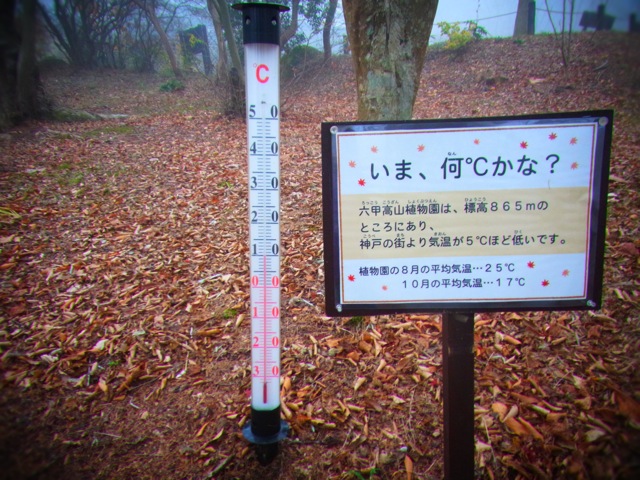 C
50
40
30
20
10
00
10
20
30
いま、何℃かな？
六甲高山植物園は、標高865mの
ところにあり、
神戸の街より気温が5℃ほど低いです。
植物園の8月の平均気温…25℃
10月の平均気温…17℃